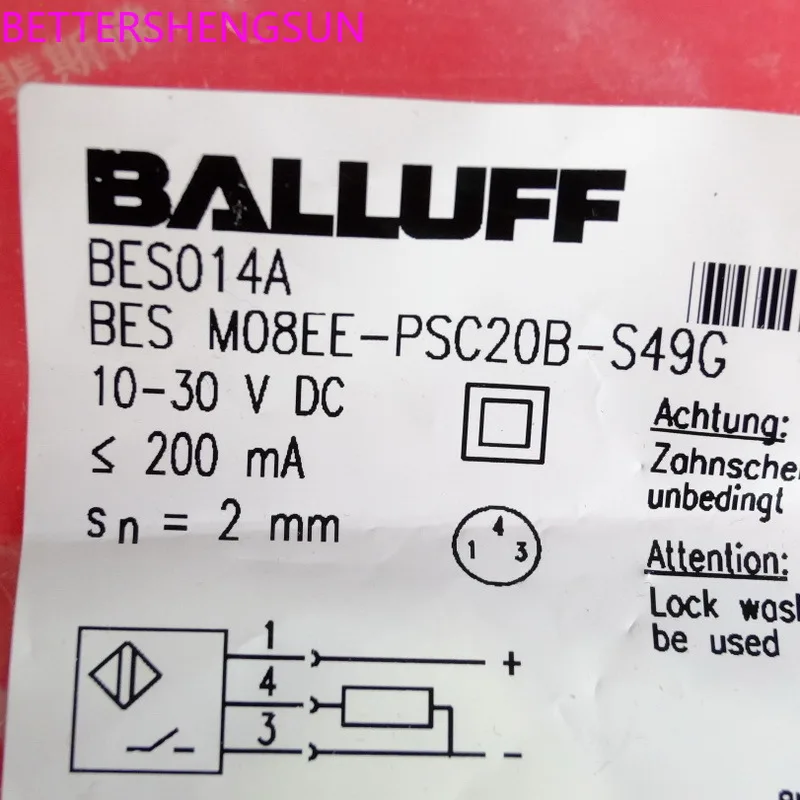 BETTERSHENGSUN
BALLUFF
BES014A
BES M08EE-PSC20B-S49G
10-30 V DC
≤ 200 mA
sn = 2 mm
4
1 3
Achtung:
unbedingt
Attention:
Lock
be used
1
+
4
3
-